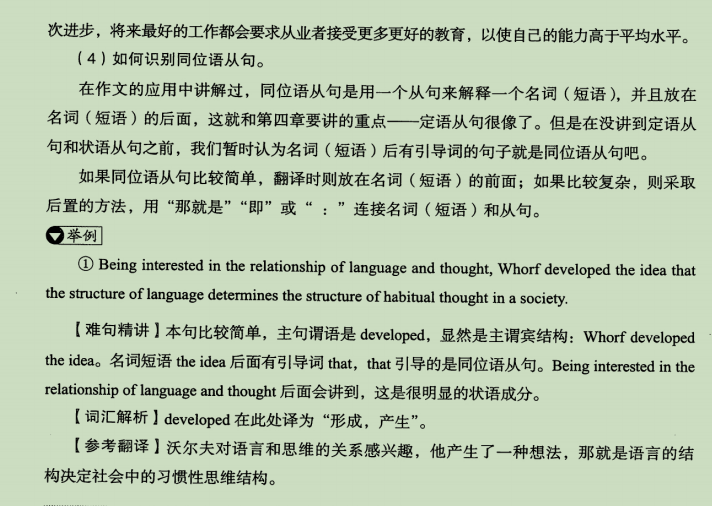 次进步，将来最好的工作都会要求从业者接受更多更好的教育，以使自己的能力高于平均水平。
（4）如何识别同位语从句。
在作文的应用中讲解过，同位语从句是用一个从句来解释一个名词（短语），并且放在
名词（短语）的后面，这就和第四章要讲的重点——定语从句很像了。但是在没讲到定语从
句和状语从句之前，我们暂时认为名词（短语）后有引导词的句子就是同位语从句吧。
如果同位语从句比较简单，翻译时则放在名词（短语）的前面；如果比较复杂，则采取
后置的方法，用“那就是”“即”或“：”连接名词（短语）和从句。
举例
① Being interested in the relationship of language and thought, Whorf developed the idea that
the structure of language determines the structure of habitual thought in a society.
【难句精讲】本句比较简单，主句谓语是 developed，显然是主谓宾结构：Whorf developed
the idea。名词短语 the idea 后面有引导词 that，that 引导的是同位语从句。Being interested in the
relationship of language and thought 后面会讲到，这是很明显的状语成分。
【词汇解析】developed 在此处译为“形成，产生”。
【参考翻译】沃尔夫对语言和思维的关系感兴趣，他产生了一种想法，那就是语言的结
构决定社会中的习惯性思维结构。